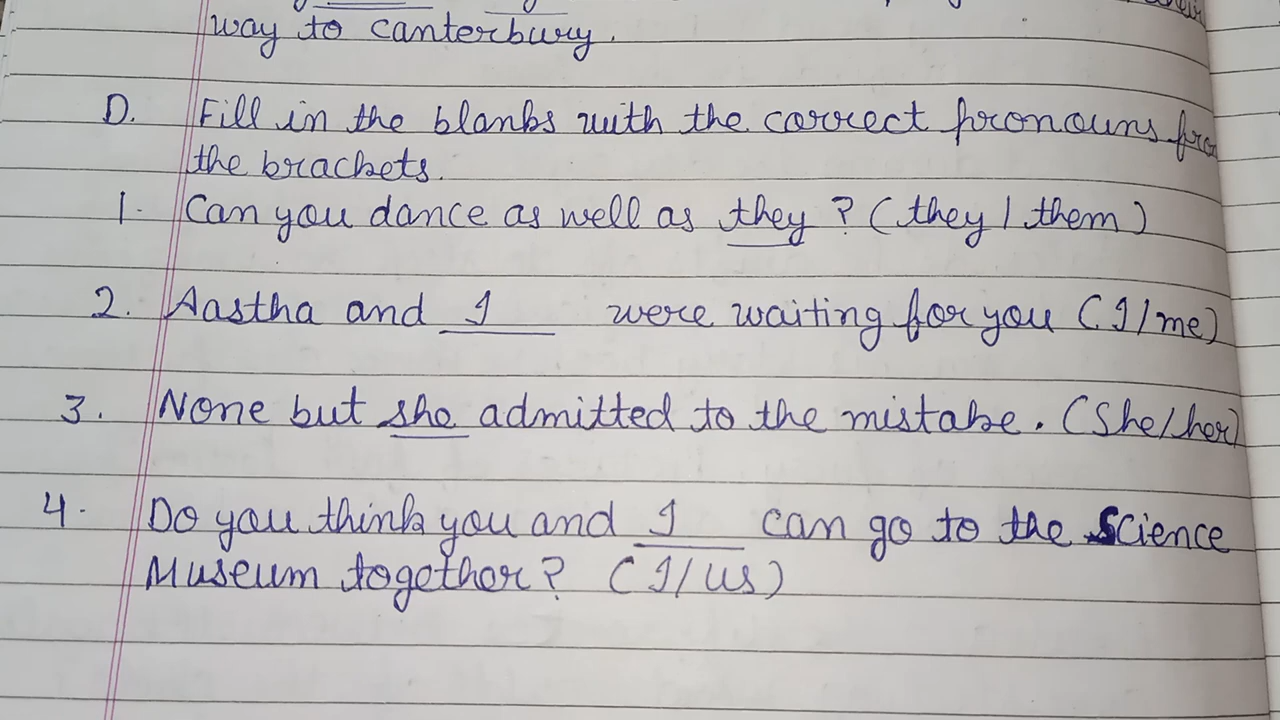 way to canterbury.
D. Fill in the blanks with the correct pronouns from
the brackets.
1. Can you dance as well as they ? (they / them)
2. Aastha and I were waiting for you (I/me)
3. None but she admitted to the mistake. (She/her)
4. Do you think you and I can go to the Science
Museum together? (I/us)